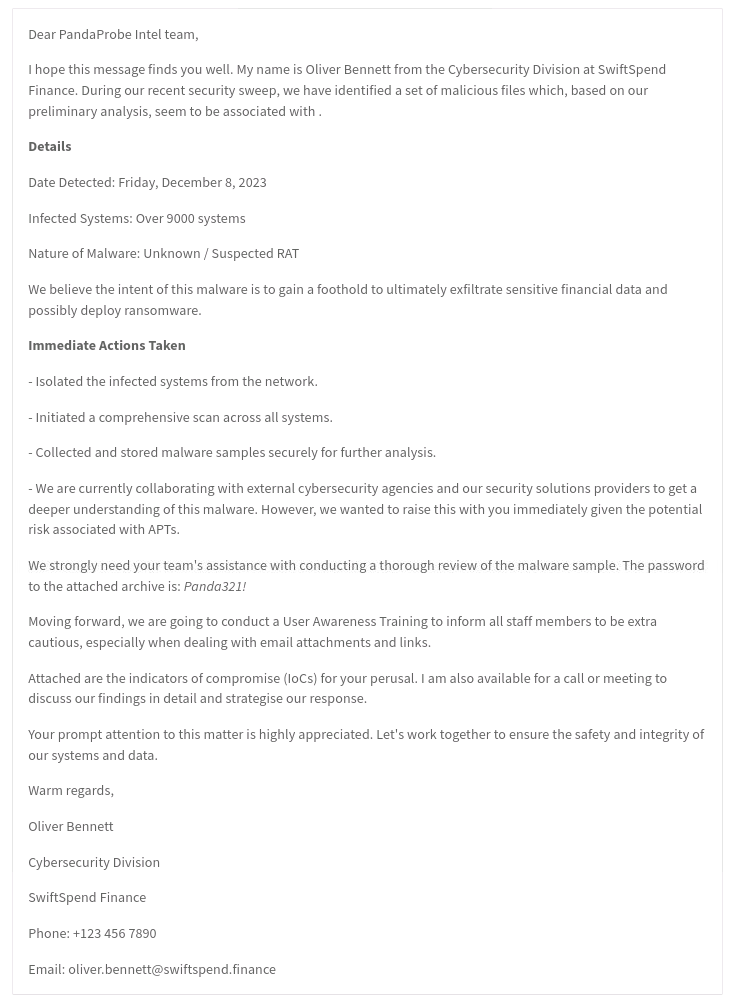 Dear PandaProbe Intel team,
I hope this message finds you well. My name is Oliver Bennett from the Cybersecurity Division at SwiftSpend
Finance. During our recent security sweep, we have identified a set of malicious files which, based on our
preliminary analysis, seem to be associated with .
Details
Date Detected: Friday, December 8, 2023
Infected Systems: Over 9000 systems
Nature of Malware: Unknown / Suspected RAT
We believe the intent of this malware is to gain a foothold to ultimately exfiltrate sensitive financial data and
possibly deploy ransomware.
Immediate Actions Taken
- Isolated the infected systems from the network.
- Initiated a comprehensive scan across all systems.
- Collected and stored malware samples securely for further analysis.
- We are currently collaborating with external cybersecurity agencies and our security solutions providers to get a
deeper understanding of this malware. However, we wanted to raise this with you immediately given the potential
risk associated with APTs.
We strongly need your team's assistance with conducting a thorough review of the malware sample. The password
to the attached archive is: Panda321!
Moving forward, we are going to conduct a User Awareness Training to inform all staff members to be extra
cautious, especially when dealing with email attachments and links.
Attached are the indicators of compromise (IoCs) for your perusal. I am also available for a call or meeting to
discuss our findings in detail and strategise our response.
Your prompt attention to this matter is highly appreciated. Let's work together to ensure the safety and integrity of
our systems and data.
Warm regards,
Oliver Bennett
Cybersecurity Division
SwiftSpend Finance
Phone: +123 456 7890
Email: oliver.bennett@swiftspend.finance